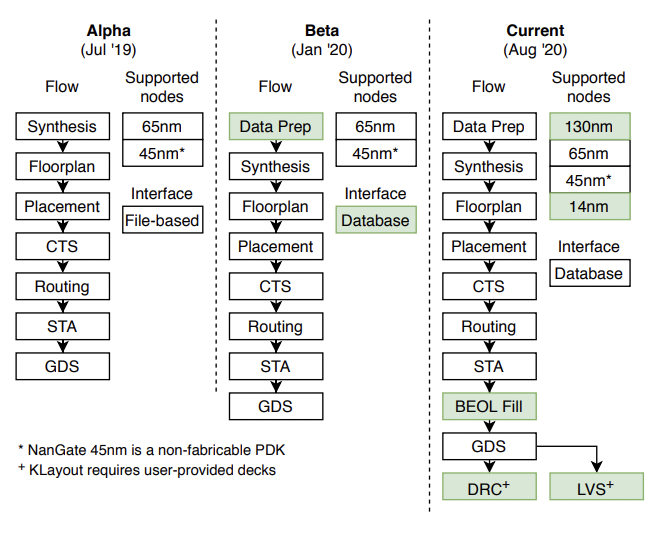 Alpha
(Jul '19)
Flow
Supported
nodes
Synthesis
65nm
45nm*
Floorplan
Placement
Interface
File-based
CTS
Routing
STA
GDS
Beta
(Jan '20)
Flow
Supported
nodes
Data Prep
65nm
45nm*
Synthesis
Floorplan
Interface
Database
Placement
CTS
Routing
STA
GDS
Current
(Aug '20)
Flow
Supported
nodes
Data Prep
130nm
65nm
45nm*
14nm
Synthesis
Floorplan
Placement
Interface
Database
CTS
Routing
STA
BEOL Fill
GDS
DRC+
LVS+
* NanGate 45nm is a non-fabricable PDK
+ KLayout requires user-provided decks